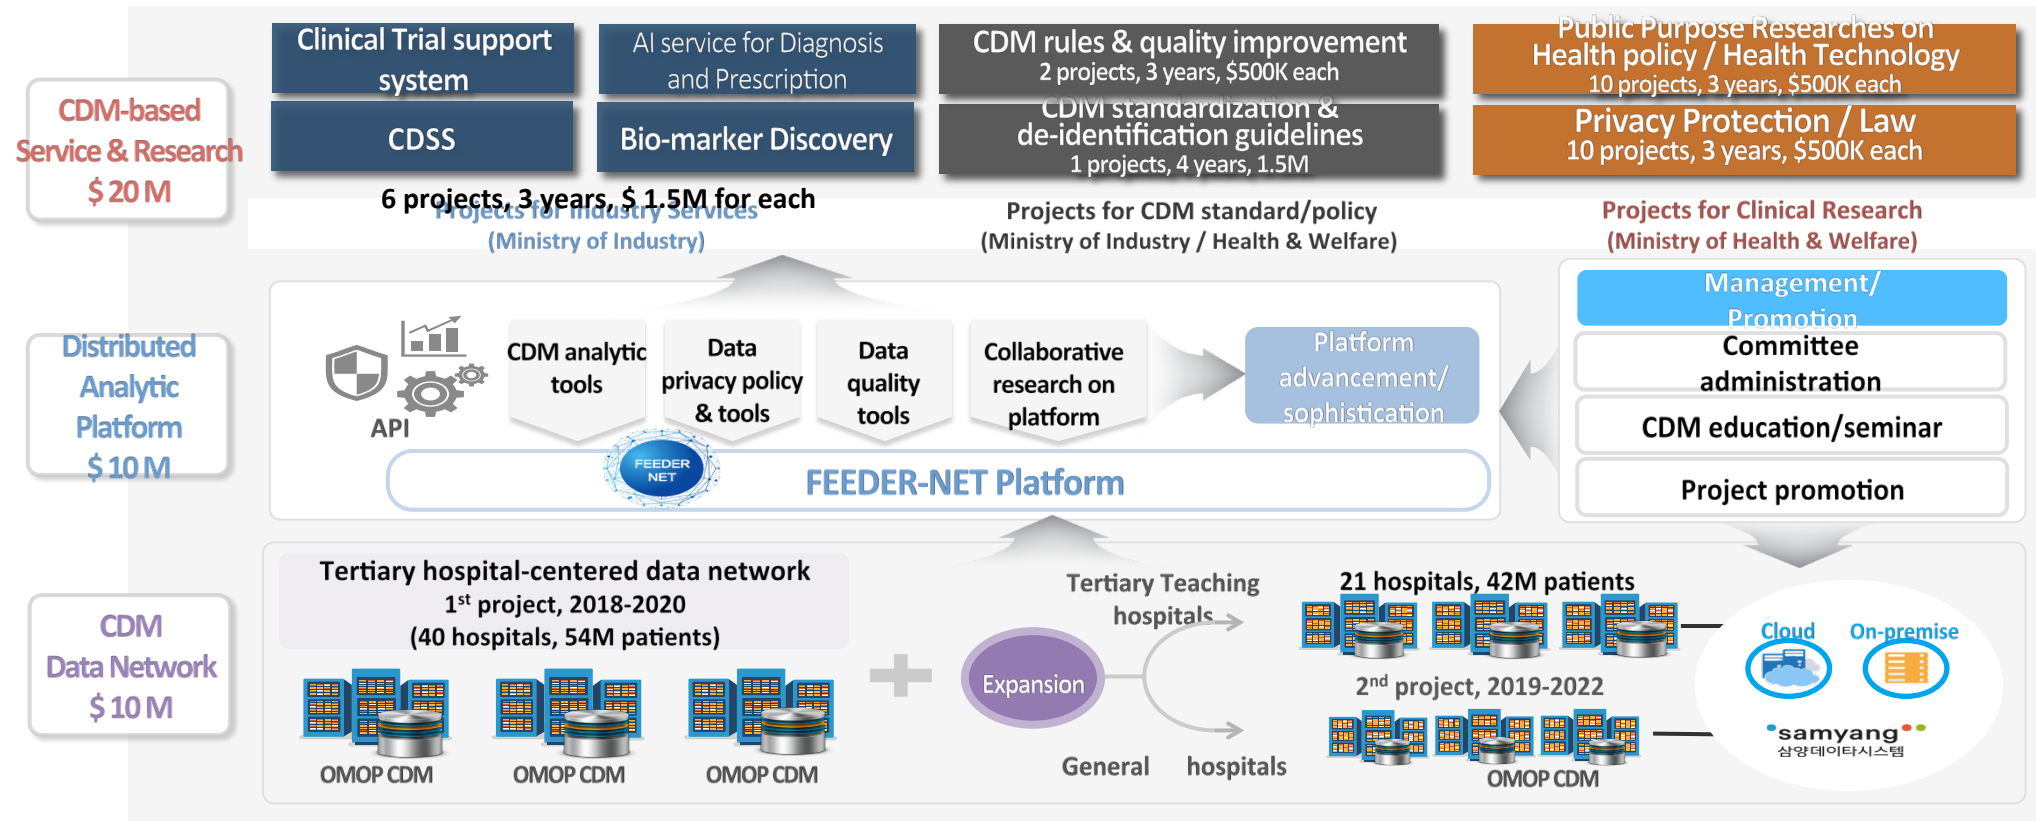 CDM-based
Service & Research
$ 20 M
Clinical Trial support
system
AI service for Diagnosis
and Prescription
CDSS
Bio-marker Discovery
6 projects, 3 years, $ 1.5M for each
Projects for Industry Services
(Ministry of Industry)
CDM rules & quality improvement
2 projects, 3 years, $500K each
CDM standardization &
de-identification guidelines
1 projects, 4 years, 1.5M
Projects for CDM standard/policy
(Ministry of Industry / Health & Welfare)
Public Purpose Researches on
Health policy / Health Technology
10 projects, 3 years, $500K each
Privacy Protection / Law
10 projects, 3 years, $500K each
Projects for Clinical Research
(Ministry of Health & Welfare)
Distributed
Analytic
Platform
$ 10 M
API
CDM analytic
tools
Data
privacy policy
& tools
Data
quality
tools
Collaborative
research on
platform
Platform
advancement/
sophistication
FEEDER
NET
FEEDER-NET Platform
Management/
Promotion
Committee
administration
CDM education/seminar
Project promotion
CDM
Data Network
$ 10 M
Tertiary hospital-centered data network
1st project, 2018-2020
(40 hospitals, 54M patients)
OMOP CDM
OMOP CDM
OMOP CDM
Expansion
Tertiary Teaching
hospitals
General hospitals
21 hospitals, 42M patients
2nd project, 2019-2022
OMOP CDM
Cloud
On-premise
samyang
삼양데이타시스템